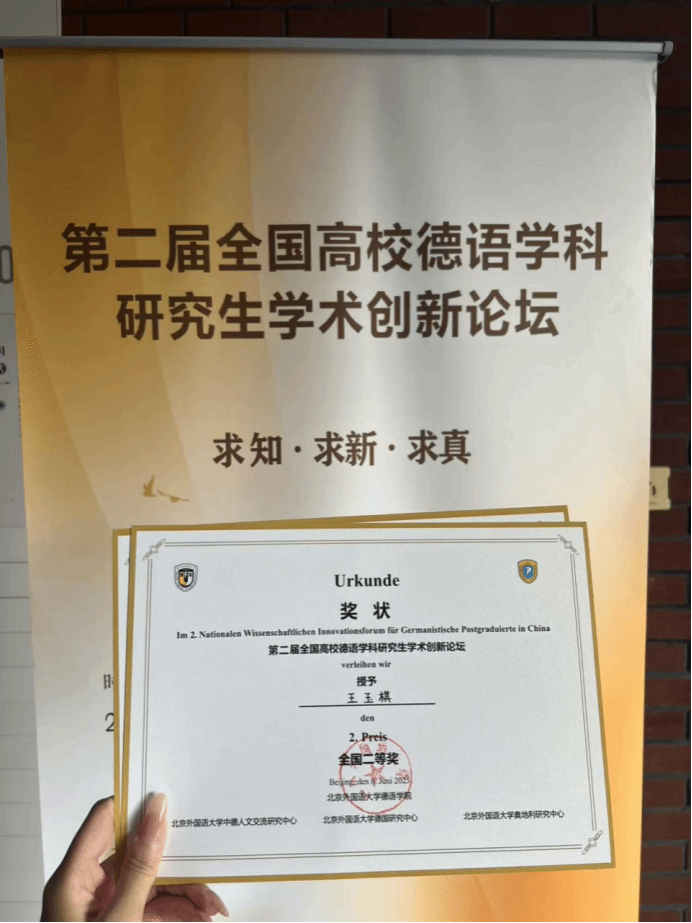 第二届全国高校德语学科
研究生学术创新论坛
求知·求新·求真
Urkunde
奖 状
Im 2. Nationalen Wissenschaftlichen Innovationsforum für Germanistische Postgraduierte in China
第二届全国高校德语学科研究生学术创新论坛
verleihen wir
授予
王玉棋
den
2. Preis
全国二等奖
Beijing, den 8. Juni 2025
北京外国语大学德语学院
北京外国语大学中德人文交流研究中心 北京外国语大学德国研究中心 北京外国语大学奥地利研究中心